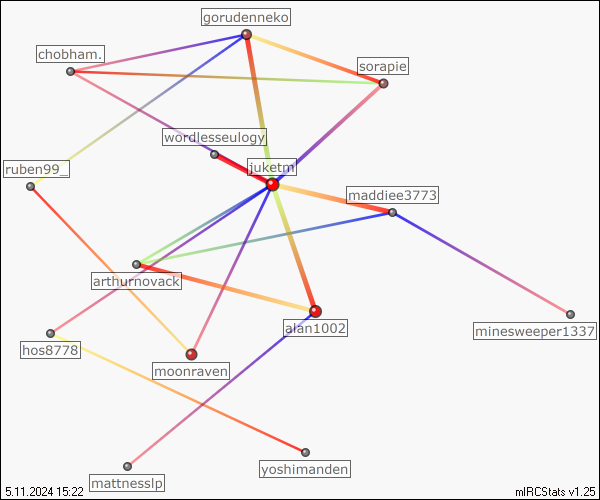 gorudenneko
chobham.
sorapie
wordlesseulogy
juketm
ruben99_
maddiee3773
arthurnovack
alan1002
minesweeper1337
hos8778
moonraven
yoshimanden
mattnesslp
5.11.2024 15:22
mIRCStats v1.25